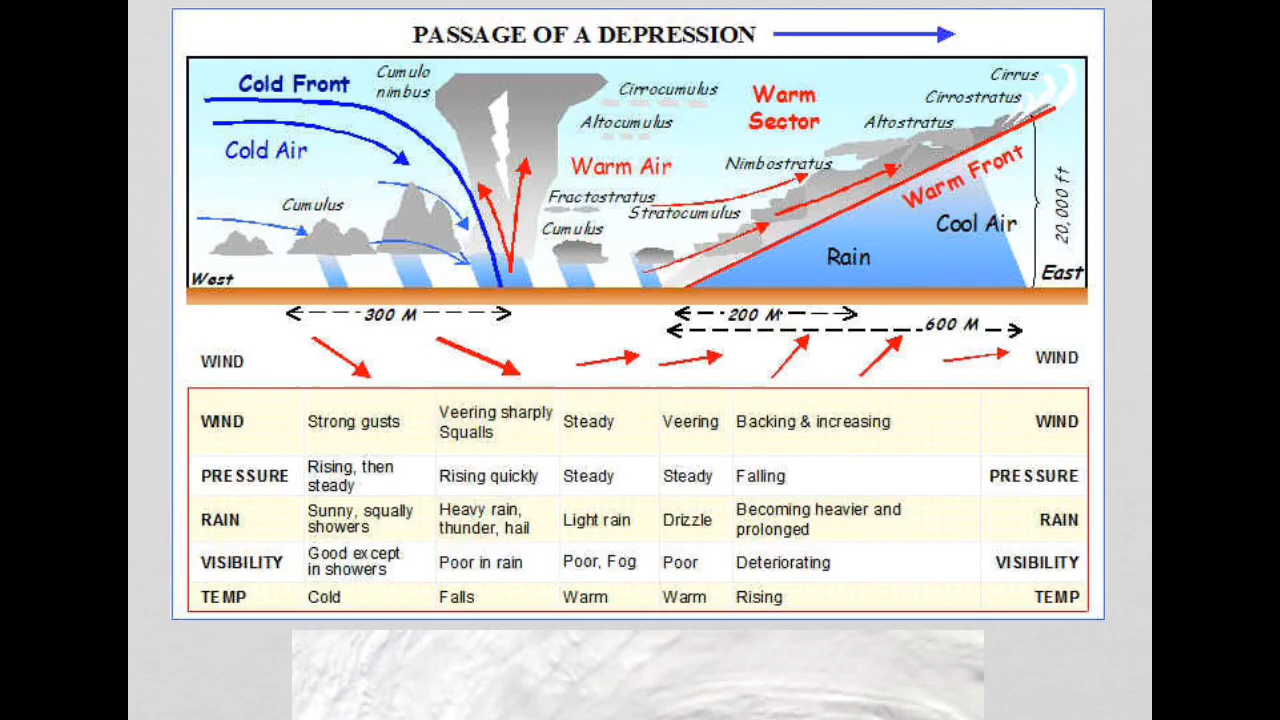 PASSAGE OF A DEPRESSION
Cold Front
Cumulo
nimbus
Cirrocumulus
Warm
Sector
Cirrus
Cirrostratus
Cold Air
Altocumulus
Altostratus
Warm Air
Nimbostratus
Warm Front
Cumulus
Fractostratus
Stratocumulus
Cumulus
Cool Air
20,000 ft
Rain
West
East
300 M
200 M
600 M
WIND
WIND
WIND Strong gusts Veering sharply Squalls Steady Veering Backing & increasing WIND
PRESSURE Rising, then steady Rising quickly Steady Steady Falling PRESSURE
RAIN Sunny, squally showers Heavy rain, thunder, hail Light rain Drizzle Becoming heavier and prolonged RAIN
VISIBILITY Good except in showers Poor in rain Poor, Fog Poor Deteriorating VISIBILITY
TEMP Cold Falls Warm Warm Rising TEMP